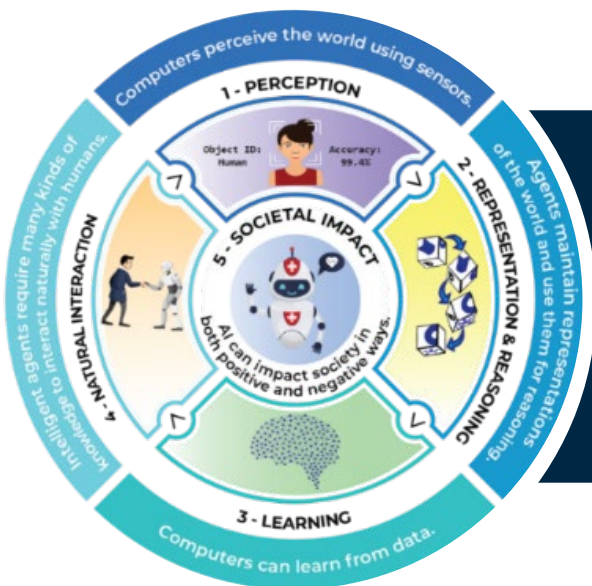 Computers perceive the world using sensors.
1 - PERCEPTION
Object ID:
Human
Accuracy:
99.4%
2 - REPRESENTATION & REASONING
Agents maintain representations
of the world and use them for reasoning.
3 - LEARNING
Computers can learn from data.
4 - NATURAL INTERACTION
Intelligent agents require many kinds of
knowledge to interact naturally with humans.
5 - SOCIETAL IMPACT
AI can impact society in
both positive and negative ways.